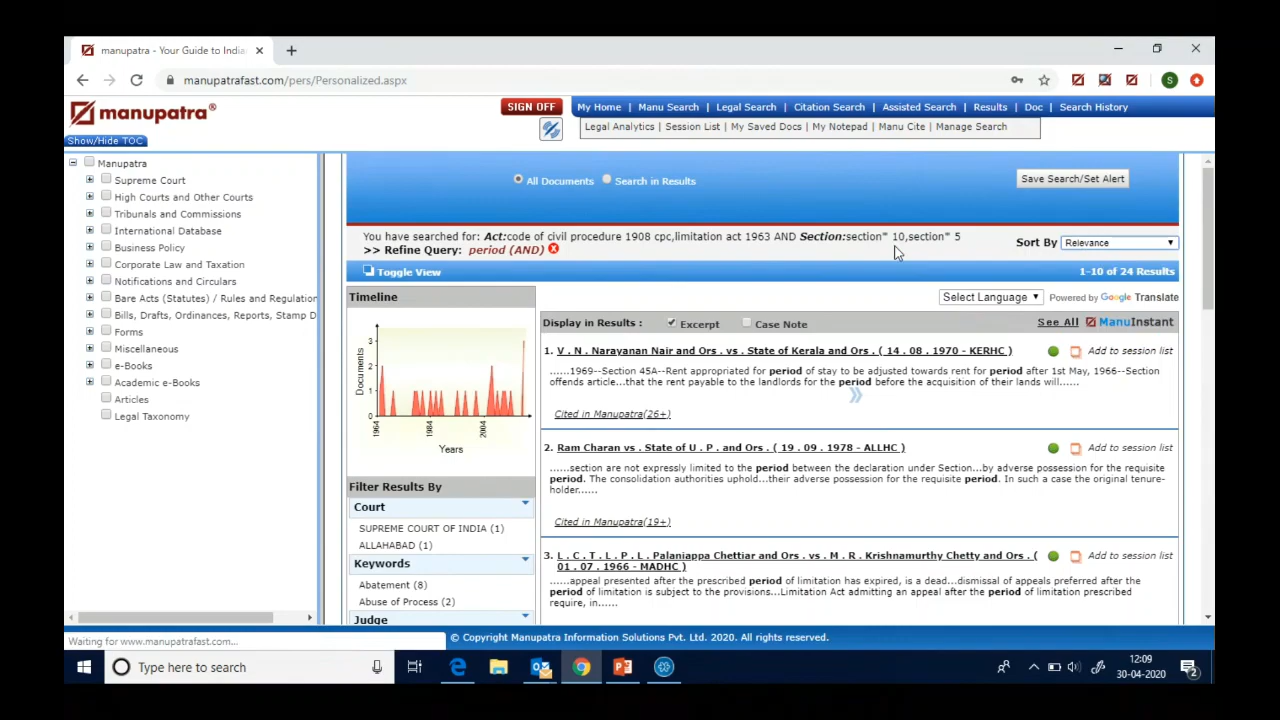 manupatra - Your Guide to India
manupatrafast.com/pers/Personalized.aspx
S
manupatra®
SIGN OFF
My Home | Manu Search | Legal Search | Citation Search | Assisted Search | Results | Doc | Search History
Legal Analytics | Session List | My Saved Docs | My Notepad | Manu Cite | Manage Search
Show/Hide TOC
Manupatra
Supreme Court
High Courts and Other Courts
Tribunals and Commissions
International Database
Business Policy
Corporate Law and Taxation
Notifications and Circulars
Bare Acts (Statutes) / Rules and Regulation
Bills, Drafts, Ordinances, Reports, Stamp D
Forms
Miscellaneous
e-Books
Academic e-Books
Articles
Legal Taxonomy
All Documents Search in Results
Save Search/Set Alert
You have searched for: Act:code of civil procedure 1908 cpc,limitation act 1963 AND Section:section* 10,section* 5
>> Refine Query: period (AND)
Sort By Relevance
Toggle View
1-10 of 24 Results
Select Language
Powered by Google Translate
Timeline
Documents
3
2
1
0
1964
1984
2004
Years
Filter Results By
Court
SUPREME COURT OF INDIA (1)
ALLAHABAD (1)
Keywords
Abatement (8)
Abuse of Process (2)
Judge
Display in Results : Excerpt Case Note
See All ManuInstant
1. V . N . Narayanan Nair and Ors . vs . State of Kerala and Ors . ( 14 . 08 . 1970 - KERHC )
Add to session list
......1969--Section 45A--Rent appropriated for period of stay to be adjusted towards rent for period after 1st May, 1966--Section
offends article...that the rent payable to the landlords for the period before the acquisition of their lands will......
Cited in Manupatra(26+)
2. Ram Charan vs . State of U . P . and Ors . ( 19 . 09 . 1978 - ALLHC )
Add to session list
......section are not expressly limited to the period between the declaration under Section...by adverse possession for the requisite
period. The consolidation authorities uphold...their adverse possession for the requisite period. In such a case the original tenure-
holder......
Cited in Manupatra(19+)
3. L . C . T . L . P . L . Palaniappa Chettiar and Ors . vs . M . R . Krishnamurthy Chetty and Ors . (
01 . 07 . 1966 - MADHC )
Add to session list
......appeal presented after the prescribed period of limitation has expired, is a dead...dismissal of appeals preferred after the
period of limitation is subject to the provisions...Limitation Act admitting an appeal after the period of limitation prescribed
require, in......
Waiting for www.manupatrafast.com...
© Copyright Manupatra Information Solutions Pvt. Ltd. 2020. All rights reserved.
Type here to search
12:09
30-04-2020
2